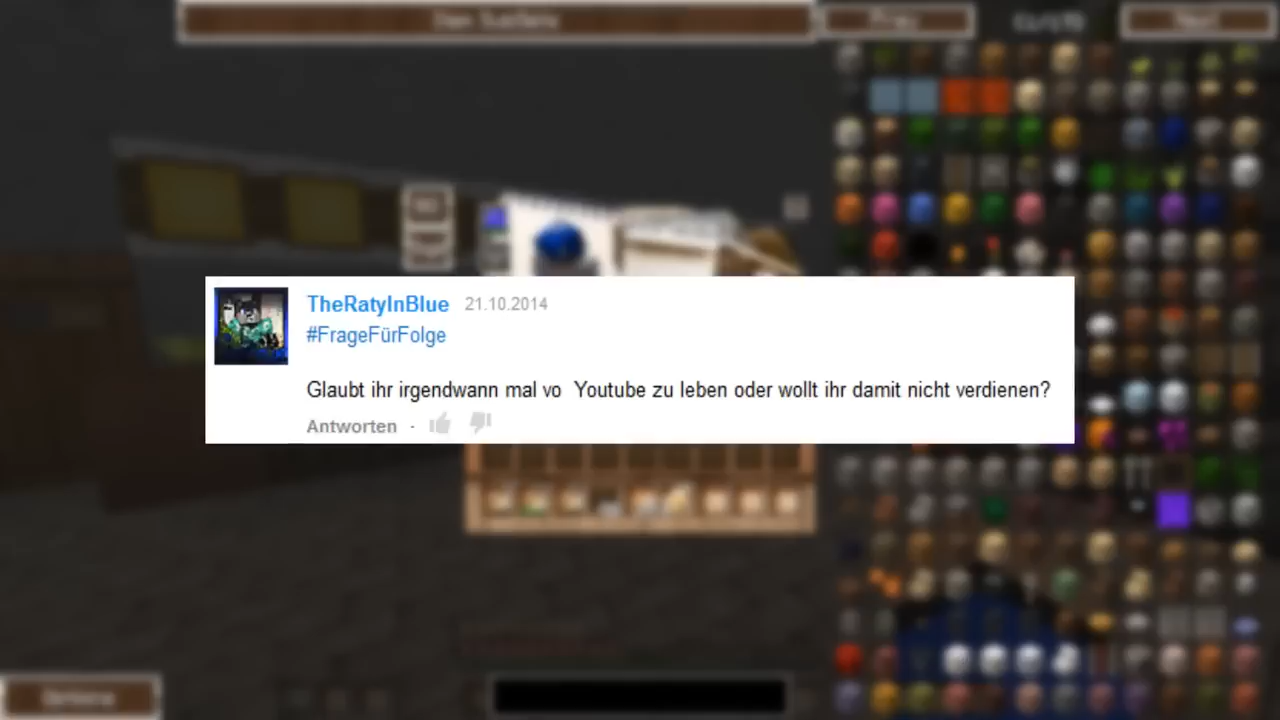 TheRatyInBlue 21.10.2014
#FrageFürFolge
Glaubt ihr irgendwann mal vo Youtube zu leben oder wollt ihr damit nicht verdienen?
Antworten ·